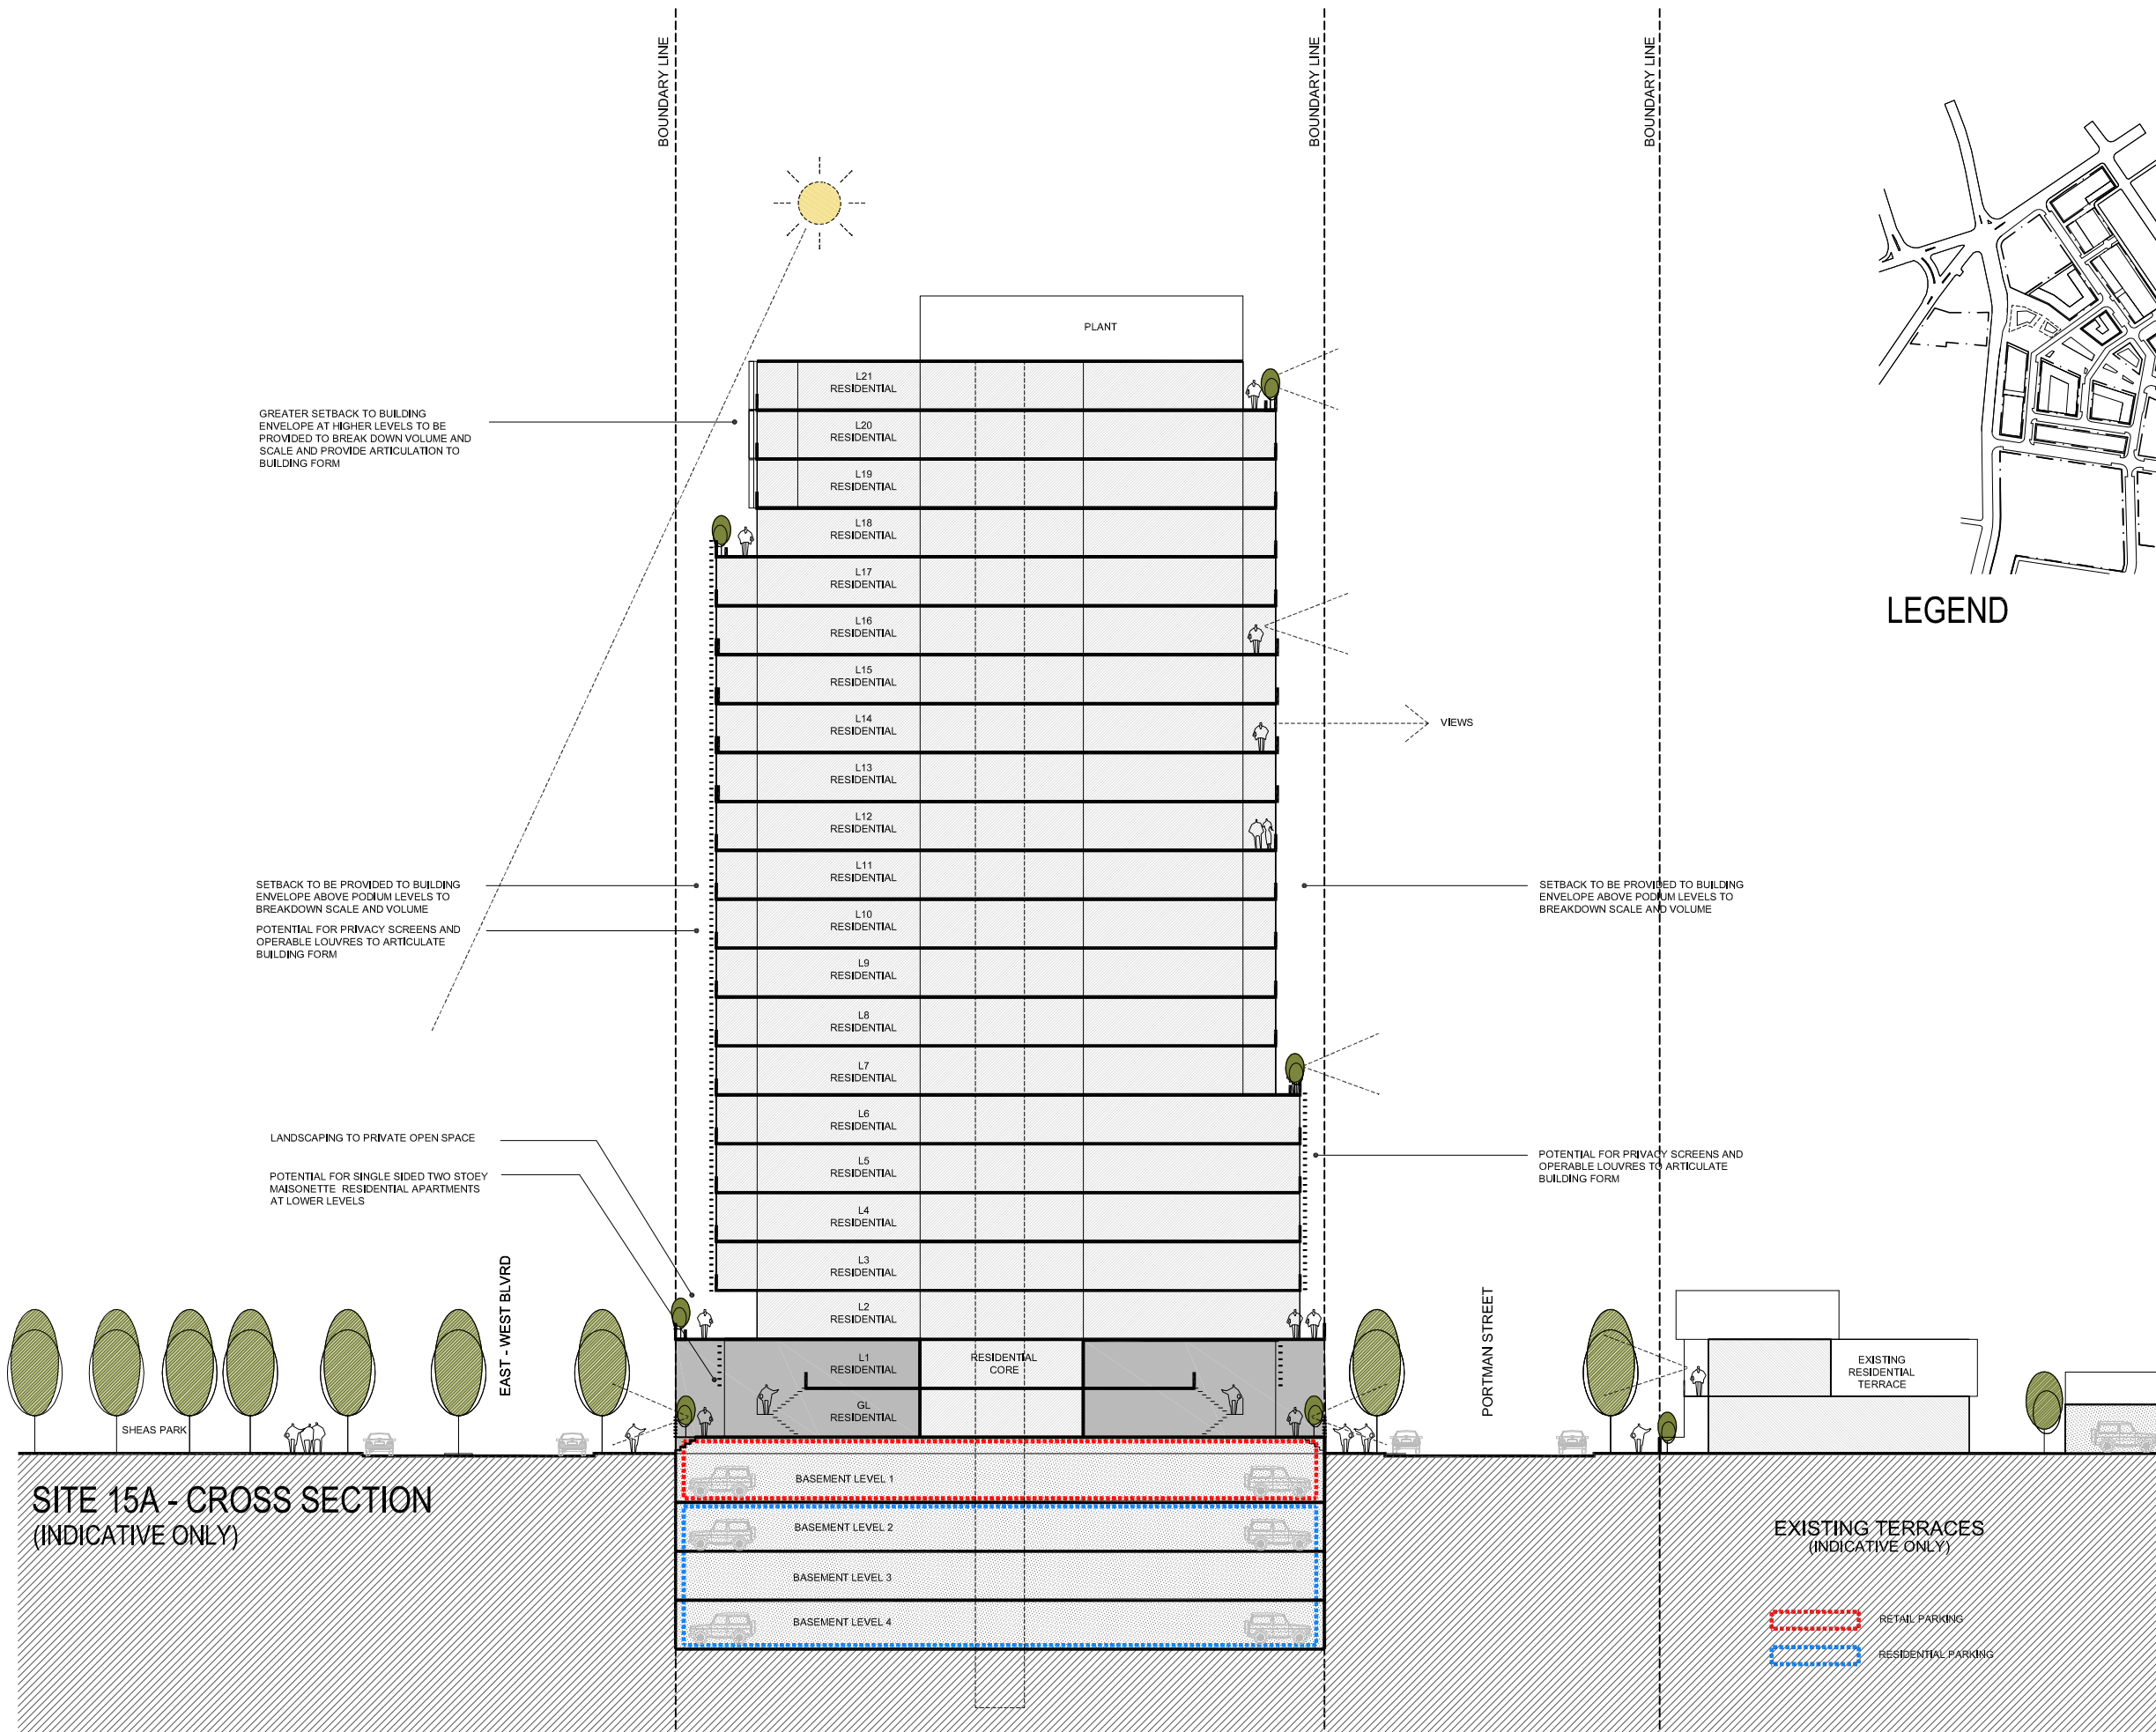 BOUNDARY LINE
BOUNDARY LINE
BOUNDARY LINE
PLANT
L21
RESIDENTIAL
L20
RESIDENTIAL
L19
RESIDENTIAL
L18
RESIDENTIAL
L17
RESIDENTIAL
L16
RESIDENTIAL
L15
RESIDENTIAL
L14
RESIDENTIAL
L13
RESIDENTIAL
L12
RESIDENTIAL
L11
RESIDENTIAL
L10
RESIDENTIAL
L9
RESIDENTIAL
L8
RESIDENTIAL
L7
RESIDENTIAL
L6
RESIDENTIAL
L5
RESIDENTIAL
L4
RESIDENTIAL
L3
RESIDENTIAL
L2
RESIDENTIAL
L1
RESIDENTIAL
GL
RESIDENTIAL
RESIDENTIAL
CORE
BASEMENT LEVEL 1
BASEMENT LEVEL 2
BASEMENT LEVEL 3
BASEMENT LEVEL 4
GREATER SETBACK TO BUILDING
ENVELOPE AT HIGHER LEVELS TO BE
PROVIDED TO BREAK DOWN VOLUME AND
SCALE AND PROVIDE ARTICULATION TO
BUILDING FORM
SETBACK TO BE PROVIDED TO BUILDING
ENVELOPE ABOVE PODIUM LEVELS TO
BREAKDOWN SCALE AND VOLUME
POTENTIAL FOR PRIVACY SCREENS AND
OPERABLE LOUVRES TO ARTICULATE
BUILDING FORM
LANDSCAPING TO PRIVATE OPEN SPACE
POTENTIAL FOR SINGLE SIDED TWO STOEY
MAISONETTE RESIDENTIAL APARTMENTS
AT LOWER LEVELS
EAST - WEST BLVRD
SHEAS PARK
SITE 15A - CROSS SECTION
(INDICATIVE ONLY)
LEGEND
VIEWS
SETBACK TO BE PROVIDED TO BUILDING
ENVELOPE ABOVE PODIUM LEVELS TO
BREAKDOWN SCALE AND VOLUME
POTENTIAL FOR PRIVACY SCREENS AND
OPERABLE LOUVRES TO ARTICULATE
BUILDING FORM
PORTMAN STREET
EXISTING
RESIDENTIAL
TERRACE
EXISTING TERRACES
(INDICATIVE ONLY)
RETAIL PARKING
RESIDENTIAL PARKING